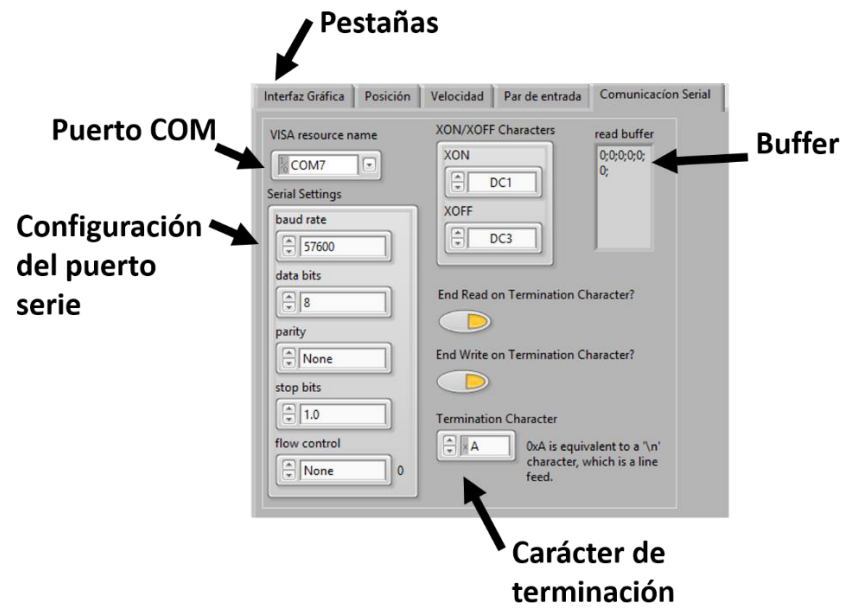 Pestañas
Interfaz Gráfica Posición Velocidad Par de entrada Comunicacíon Serial
Puerto COM
VISA resource name
COM7
Serial Settings
Configuración
del puerto
serie
baud rate
57600
data bits
8
parity
None
stop bits
1.0
flow control
None 0
XON/XOFF Characters
XON
DC1
XOFF
DC3
read buffer
0;0;0;0;0;
0;
Buffer
End Read on Termination Character?
End Write on Termination Character?
Termination Character
x A
0xA is equivalent to a '\n'
character, which is a line
feed.
Carácter de
terminación